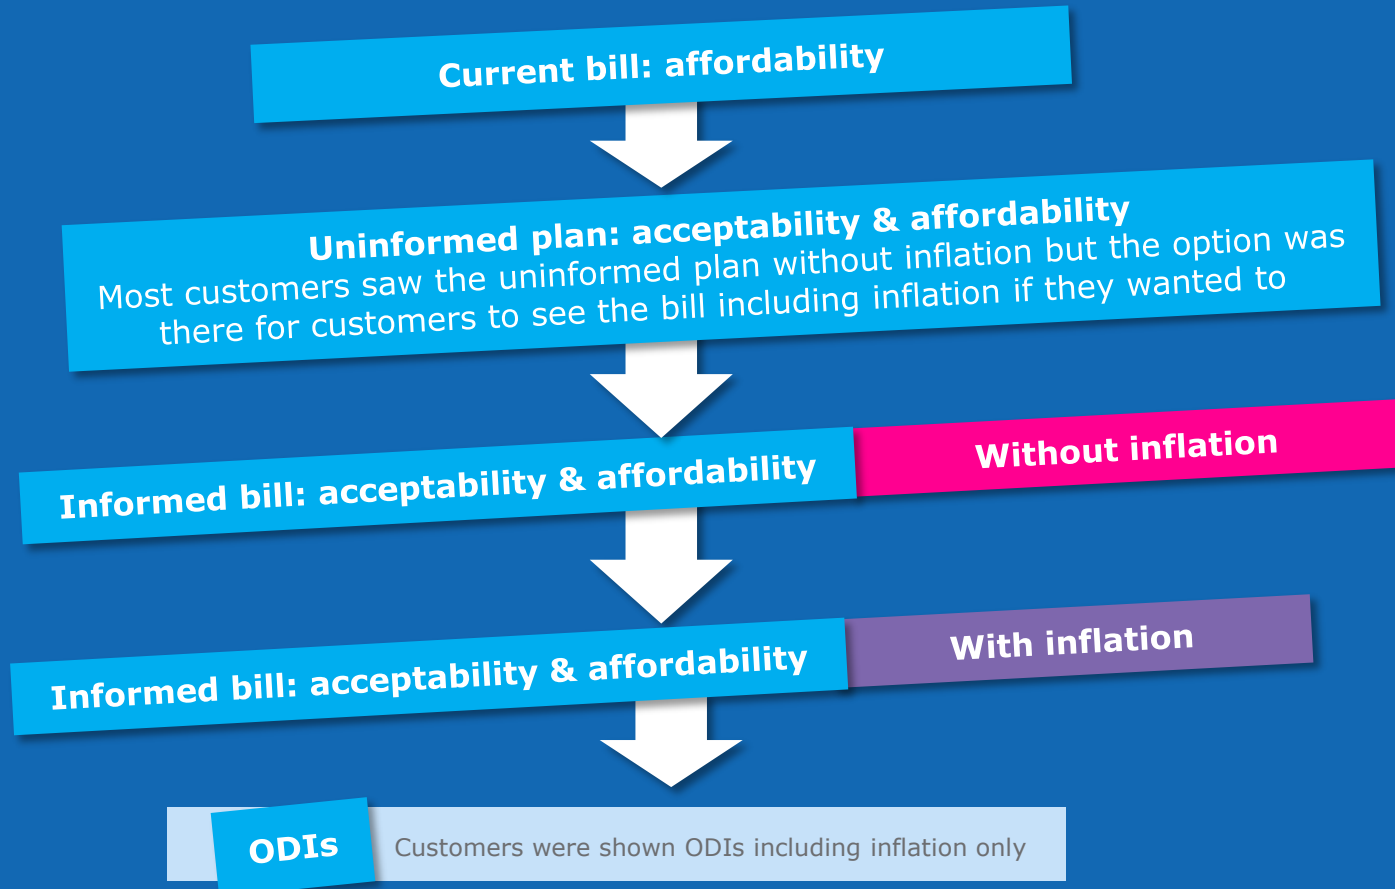 Current bill: affordability
Uninformed plan: acceptability & affordability
Most customers saw the uninformed plan without inflation but the option was
there for customers to see the bill including inflation if they wanted to
Informed bill: acceptability & affordability
Without inflation
Informed bill: acceptability & affordability
With inflation
ODIs
Customers were shown ODIs including inflation only